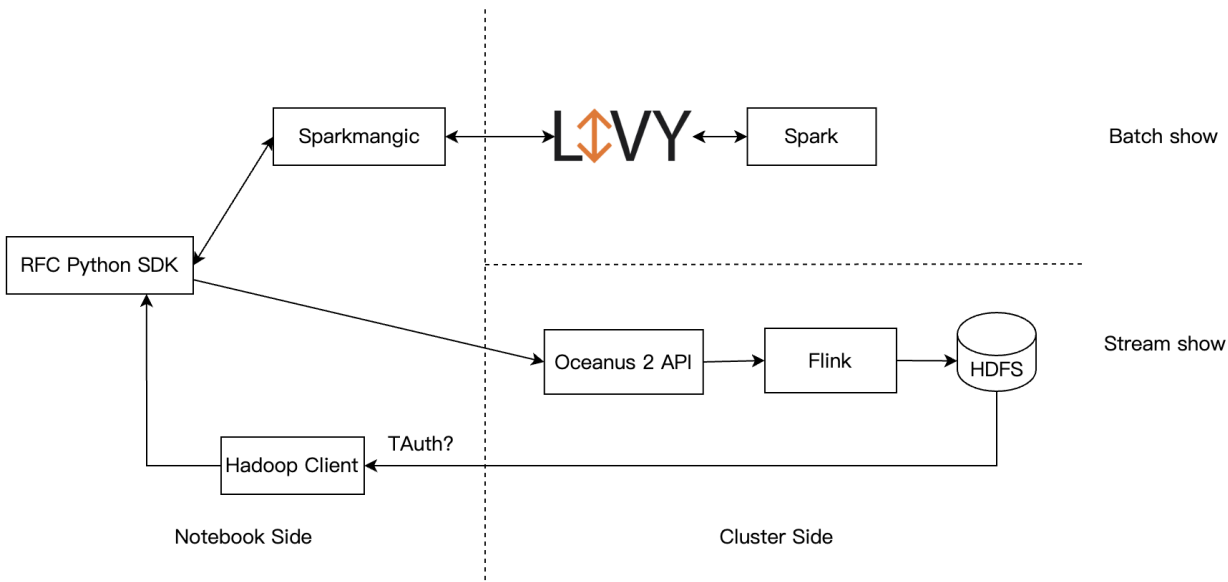 Sparkmangic
LIVY
Spark
Batch show
RFC Python SDK
Oceanus 2 API
Flink
HDFS
Stream show
TAuth?
Hadoop Client
Notebook Side
Cluster Side